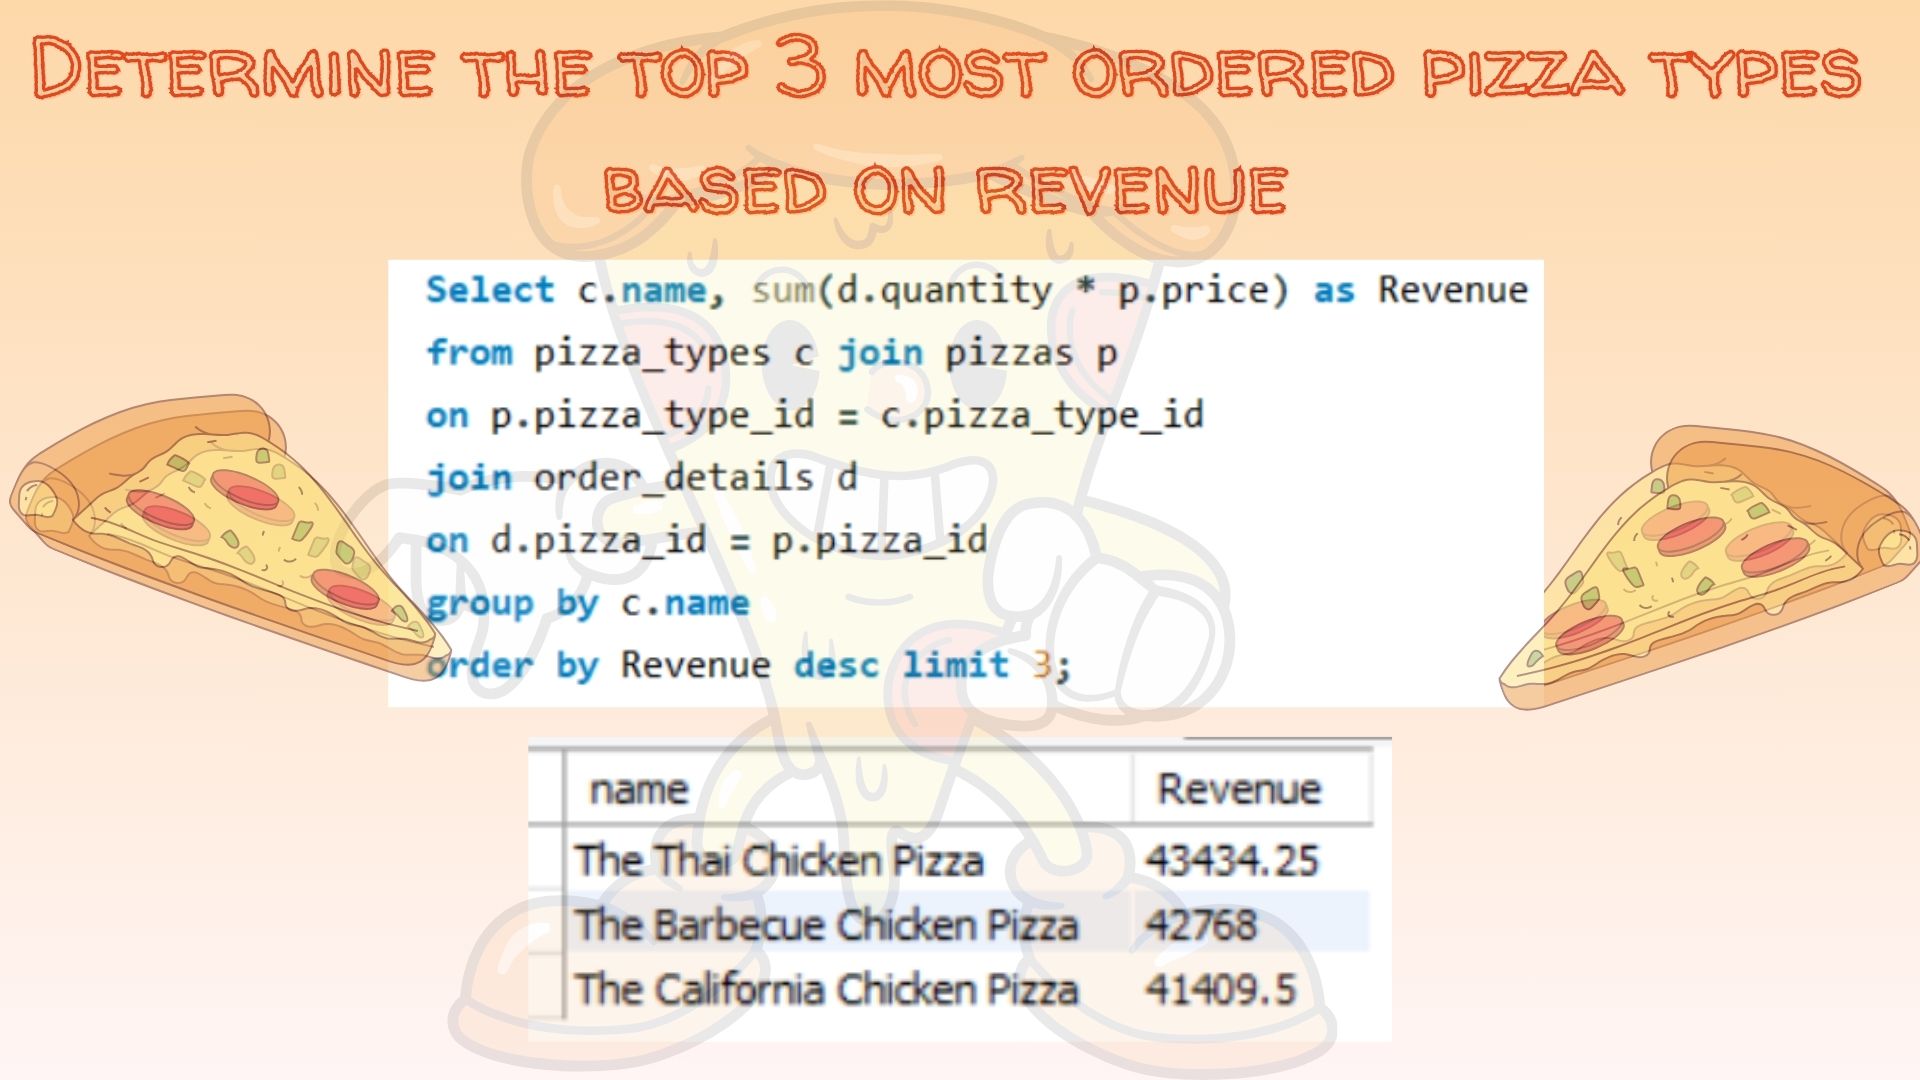 Determine the top 3 most ordered pizza types
based on revenue
Select c.name, sum(d.quantity * p.price) as Revenue
from pizza_types c join pizzas p
on p.pizza_type_id = c.pizza_type_id
join order_details d
on d.pizza_id = p.pizza_id
group by c.name
order by Revenue desc limit 3;
name Revenue
The Thai Chicken Pizza 43434.25
The Barbecue Chicken Pizza 42768
The California Chicken Pizza 41409.5